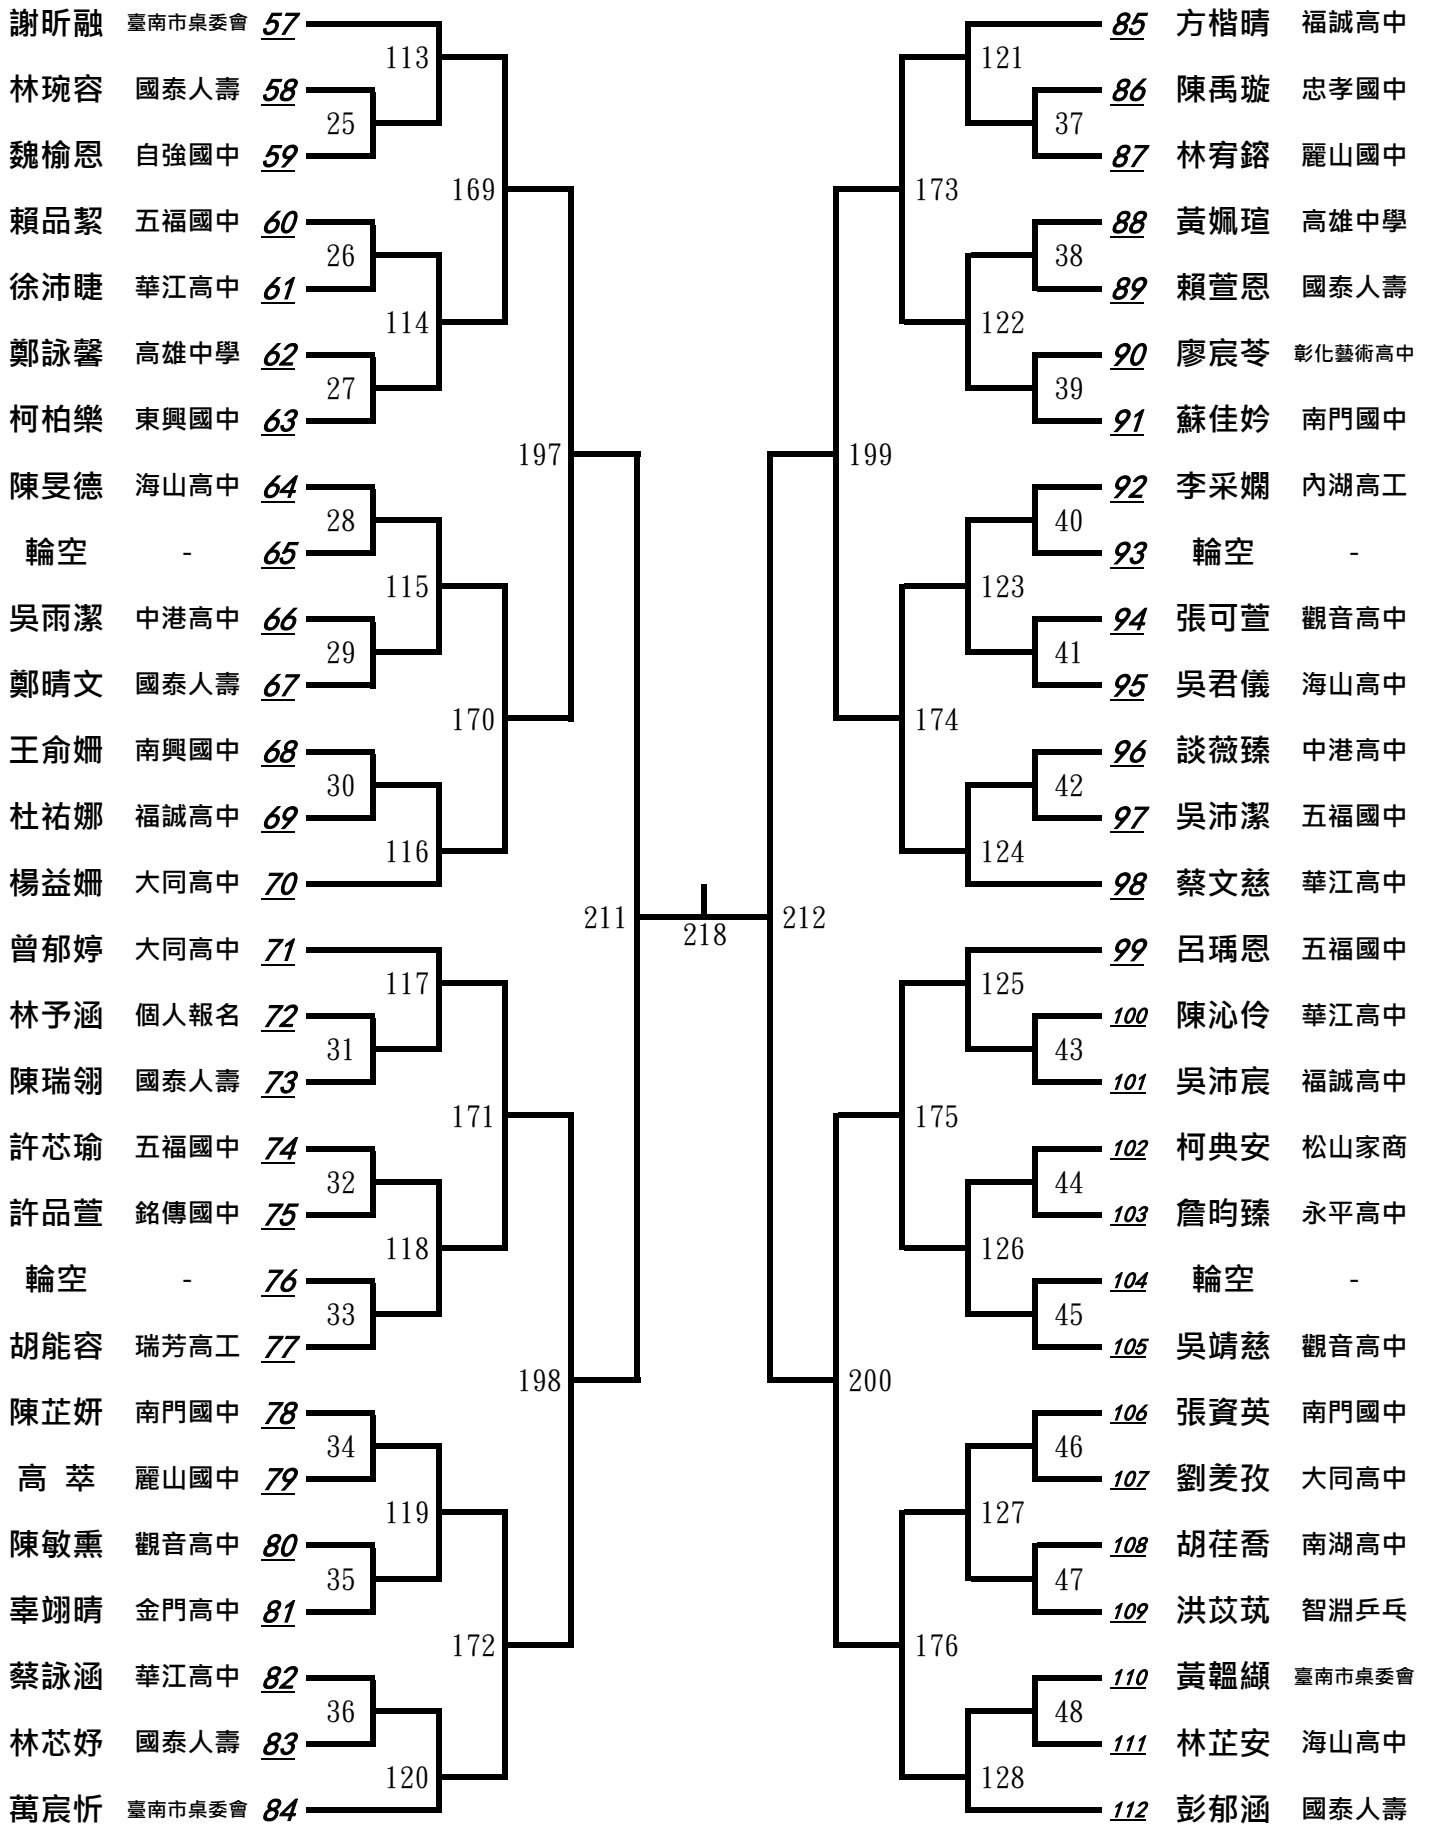 謝昕融 臺南市桌委會 57
113
林琬容 國泰人壽 58
25
魏榆恩 自強國中 59
169
賴品絜 五福國中 60
26
徐沛睫 華江高中 61
114
鄭詠馨 高雄中學 62
27
柯柏樂 東興國中 63
197
陳旻德 海山高中 64
28
輪空 - 65
115
吳雨潔 中港高中 66
29
鄭晴文 國泰人壽 67
170
王俞姍 南興國中 68
30
杜祐娜 福誠高中 69
116
楊益姍 大同高中 70
211
曾郁婷 大同高中 71
117
林予涵 個人報名 72
31
陳瑞翎 國泰人壽 73
171
許芯瑜 五福國中 74
32
許品萱 銘傳國中 75
118
輪空 - 76
33
胡能容 瑞芳高工 77
198
陳芷妍 南門國中 78
34
高 萃 麗山國中 79
119
陳敏熏 觀音高中 80
35
辜翊晴 金門高中 81
172
蔡詠涵 華江高中 82
36
林芯妤 國泰人壽 83
120
萬宸忻 臺南市桌委會 84
218
85 方楷晴 福誠高中
121
86 陳禹璇 忠孝國中
37
87 林宥鎔 麗山國中
173
88 黃姵瑄 高雄中學
38
89 賴萱恩 國泰人壽
122
90 廖宸苓 彰化藝術高中
39
91 蘇佳妗 南門國中
199
92 李采嫻 內湖高工
40
93 輪空 -
123
94 張可萱 觀音高中
41
95 吳君儀 海山高中
174
96 談薇臻 中港高中
42
97 吳沛潔 五福國中
124
98 蔡文慈 華江高中
212
99 呂瑀恩 五福國中
125
100 陳沁伶 華江高中
43
101 吳沛宸 福誠高中
175
102 柯典安 松山家商
44
103 詹昀臻 永平高中
126
104 輪空 -
45
105 吳靖慈 觀音高中
200
106 張資英 南門國中
46
107 劉羑孜 大同高中
127
108 胡荏喬 南湖高中
47
109 洪苡茿 智淵乒乓
176
110 黃韞纈 臺南市桌委會
48
111 林芷安 海山高中
128
112 彭郁涵 國泰人壽